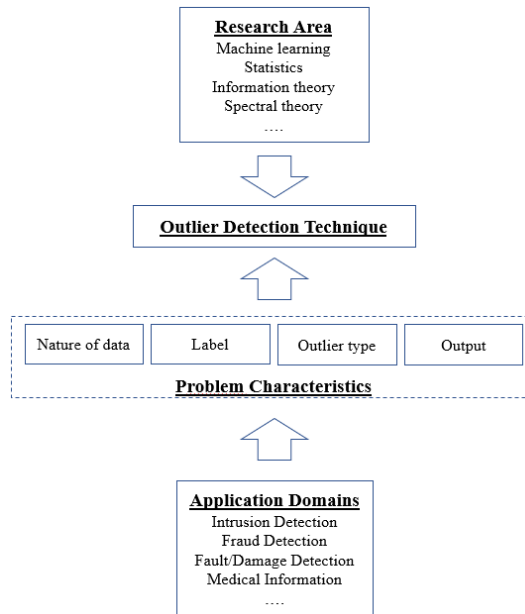 Research Area
Machine learning
Statistics
Information theory
Spectral theory
....
Outlier Detection Technique
Nature of data
Label
Outlier type
Output
Problem Characteristics
Application Domains
Intrusion Detection
Fraud Detection
Fault/Damage Detection
Medical Information
....